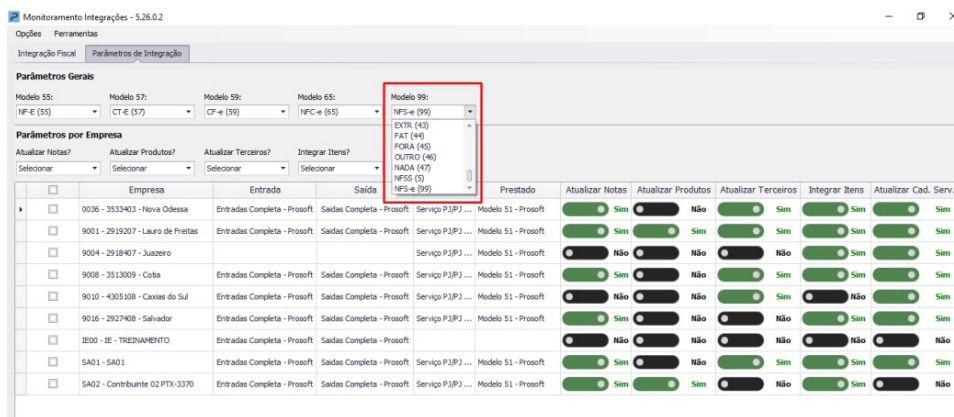 Monitoramento Integrações - 5.26.0.2
Opções Ferramentas
Integração Fiscal Parâmetros de Integração
Parâmetros Gerais
Modelo 55: Modelo 57: Modelo 59: Modelo 65: Modelo 99:
NF-E (55) CT-E (57) CF-e (59) NFC-e (65) NFS-e (99)
EXTR (43)
FAT (44)
FORA (45)
OUTRO (46)
NADA (47)
NFSS (5)
NFS-e (99)
Parâmetros por Empresa
Atualizar Notas? Atualizar Produtos? Atualizar Terceiros? Integrar Itens?
Selecionar Selecionar Selecionar Selecionar
Empresa Entrada Saída Prestado Atualizar Notas Atualizar Produtos Atualizar Terceiros Integrar Itens Atualizar Cad. Serv.
0036 - 3533403 - Nova Odessa Entradas Completa - Prosoft Saidas Completa - Prosoft Serviço PJ/PJ ... Modelo 51 - Prosoft Sim Não Sim Sim Sim
9001 - 2919207 - Lauro de Freitas Entradas Completa - Prosoft Saidas Completa - Prosoft Serviço PJ/PJ ... Modelo 51 - Prosoft Sim Sim Sim Sim Sim
9004 - 2918407 - Juazeiro Serviço PJ/PJ ... Modelo 51 - Prosoft Não Não Não Sim Sim
9008 - 3513009 - Cotia Entradas Completa - Prosoft Saidas Completa - Prosoft Serviço PJ/PJ ... Modelo 51 - Prosoft Sim Não Sim Sim Sim
9010 - 4305108 - Caxias do Sul Entradas Completa - Prosoft Saidas Completa - Prosoft Serviço PJ/PJ ... Modelo 51 - Prosoft Não Não Sim Não Sim
9016 - 2927408 - Salvador Entradas Completa - Prosoft Saidas Completa - Prosoft Serviço PJ/PJ ... Modelo 51 - Prosoft Sim Não Não Sim Sim
IE00 - IE - TREINAMENTO Entradas Completa - Prosoft Saidas Completa - Prosoft Serviço PJ/PJ ... Modelo 51 - Prosoft Não Não Não Sim Não
SA01 - SA01 Entradas Completa - Prosoft Saidas Completa - Prosoft Serviço PJ/PJ ... Modelo 51 - Prosoft Sim Não Sim Sim Sim
SA02 - Contribuinte 02 PTX-3370 Entradas Completa - Prosoft Saidas Completa - Prosoft Serviço PJ/PJ ... Modelo 51 - Prosoft Sim Sim Não Sim Não